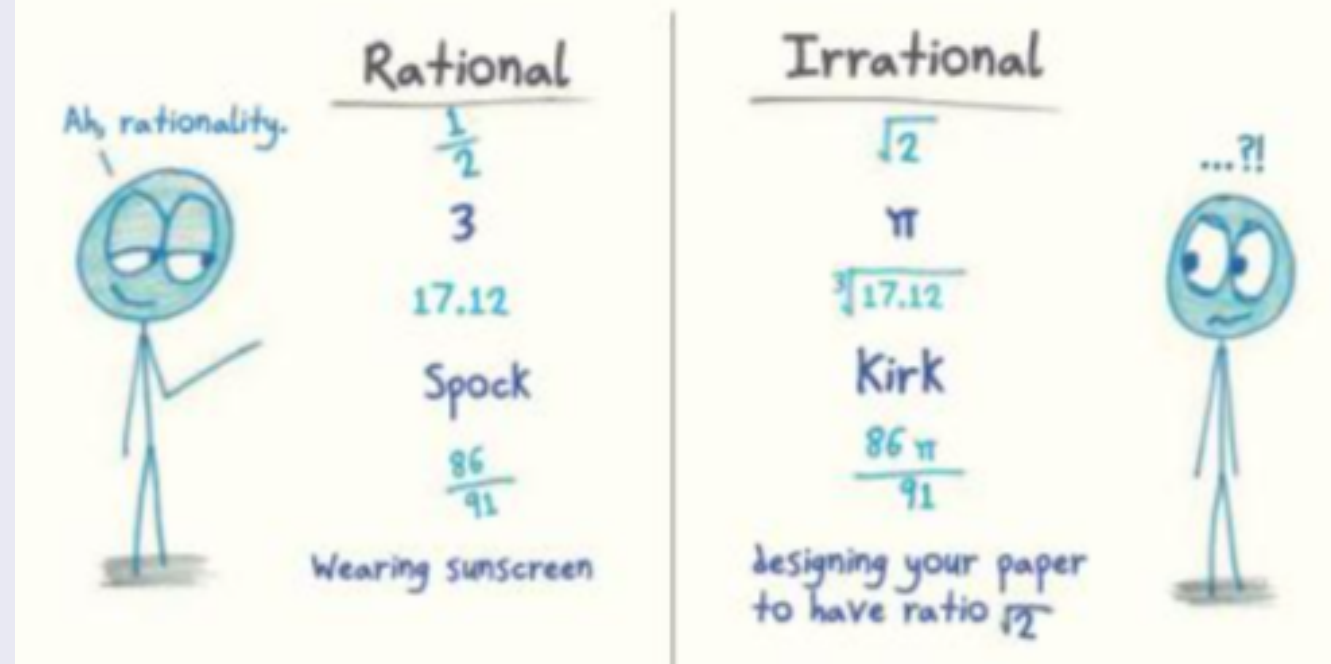 Rational
Ah, rationality.
1/2
3
17.12
Spock
86/91
Wearing sunscreen
Irrational
√2
...?!
π
∛17.12
Kirk
86π/91
designing your paper
to have ratio √2